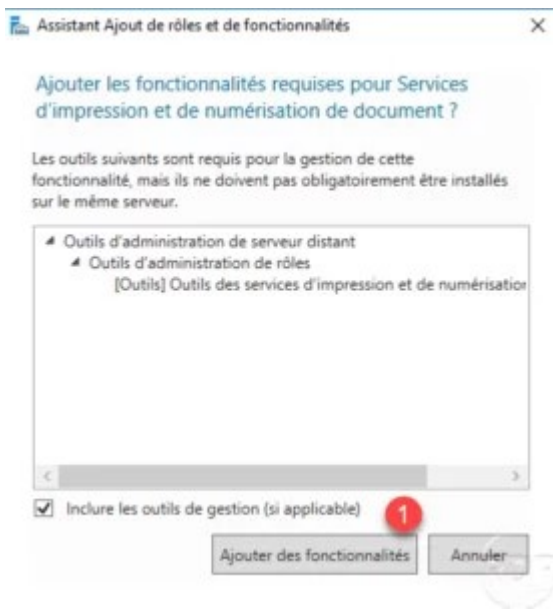 Assistant Ajout de rôles et de fonctionnalités
Ajouter les fonctionnalités requises pour Services
d'impression et de numérisation de document ?
Les outils suivants sont requis pour la gestion de cette
fonctionnalité, mais ils ne doivent pas obligatoirement être installés
sur le même serveur.
Outils d'administration de serveur distant
Outils d'administration de rôles
[Outils] Outils des services d'impression et de numérisation
Inclure les outils de gestion (si applicable)
1
Ajouter des fonctionnalités
Annuler